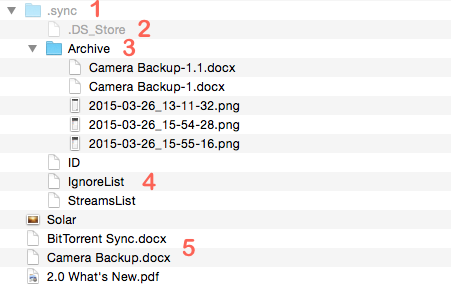 .sync 1
.DS_Store 2
Archive 3
Camera Backup-1.1.docx
Camera Backup-1.docx
2015-03-26_13-11-32.png
2015-03-26_15-54-28.png
2015-03-26_15-55-16.png
ID
IgnoreList 4
StreamsList
Solar
BitTorrent Sync.docx
5
Camera Backup.docx
2.0 What's New.pdf